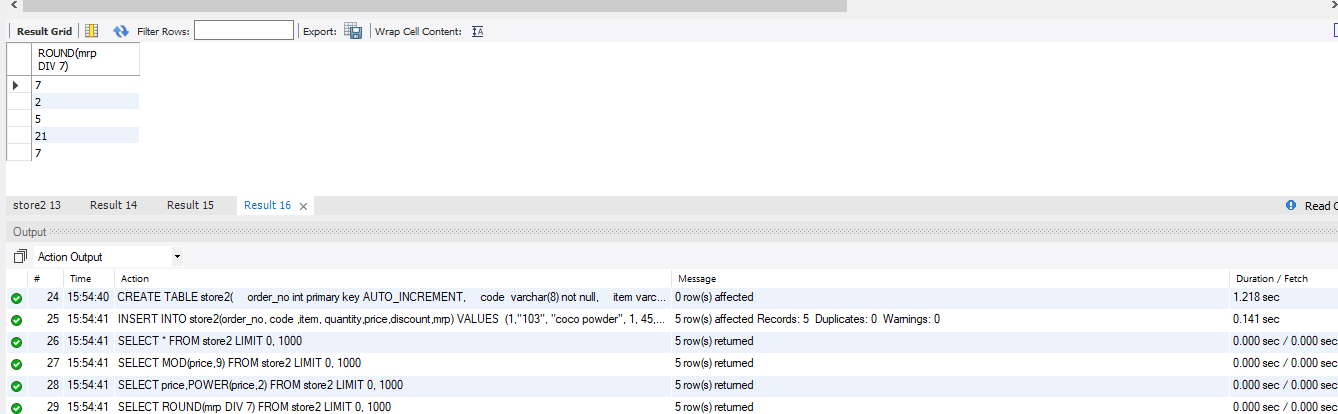 Result Grid Filter Rows: Export: Wrap Cell Content:
ROUND(mrp
DIV 7)
7
2
5
21
7
store2 13 Result 14 Result 15 Result 16 Read
Output
Action Output
# Time Action Message Duration / Fetch
24 15:54:40 CREATE TABLE store2( order_no int primary key AUTO_INCREMENT, code varchar(8) not null, item varc... 0 row(s) affected 1.218 sec
25 15:54:41 INSERT INTO store2(order_no, code ,item, quantity,price,discount,mrp) VALUES (1,"103", "coco powder", 1, 45,... 5 row(s) affected Records: 5 Duplicates: 0 Warnings: 0 0.141 sec
26 15:54:41 SELECT * FROM store2 LIMIT 0, 1000 5 row(s) returned 0.000 sec / 0.000 sec
27 15:54:41 SELECT MOD(price,9) FROM store2 LIMIT 0, 1000 5 row(s) returned 0.000 sec / 0.000 sec
28 15:54:41 SELECT price,POWER(price,2) FROM store2 LIMIT 0, 1000 5 row(s) returned 0.000 sec / 0.000 sec
29 15:54:41 SELECT ROUND(mrp DIV 7) FROM store2 LIMIT 0, 1000 5 row(s) returned 0.000 sec / 0.000 sec